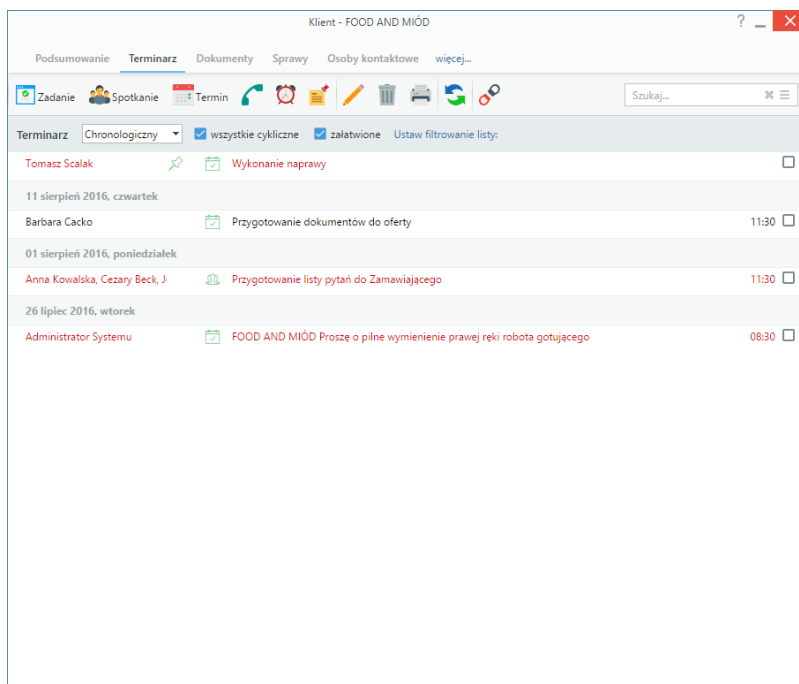 Klient - FOOD AND MIÓD ?
Podsumowanie Terminarz Dokumenty Sprawy Osoby kontaktowe więcej...
Zadanie Spotkanie Termin Szukaj...
Terminarz Chronologiczny wszystkie cykliczne załatwione Ustaw filtrowanie listy:
Tomasz Scalak Wykonanie naprawy
11 sierpień 2016, czwartek
Barbara Cacko Przygotowanie dokumentów do oferty 11:30
01 sierpień 2016, poniedziałek
Anna Kowalska, Cezary Beck, J Przygotowanie listy pytań do Zamawiającego 11:30
26 lipiec 2016, wtorek
Administrator Systemu FOOD AND MIÓD Proszę o pilne wymienienie prawej ręki robota gotującego 08:30